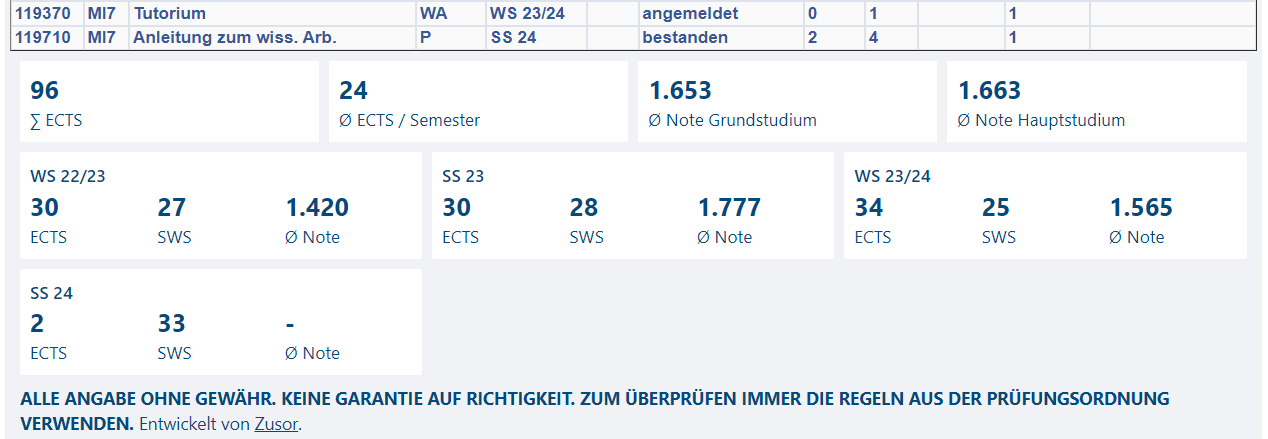 119370 MI7 Tutorium WA WS 23/24 angemeldet 0 1 1
119710 MI7 Anleitung zum wiss. Arb. P SS 24 bestanden 2 4 1
96 24 1.653 1.663
∑ ECTS Ø ECTS / Semester Ø Note Grundstudium Ø Note Hauptstudium
WS 22/23 SS 23 WS 23/24
30 27 1.420 30 28 1.777 34 25 1.565
ECTS SWS Ø Note ECTS SWS Ø Note ECTS SWS Ø Note
SS 24
2 33 -
ECTS SWS Ø Note
ALLE ANGABE OHNE GEWÄHR. KEINE GARANTIE AUF RICHTIGKEIT. ZUM ÜBERPRÜFEN IMMER DIE REGELN AUS DER PRÜFUNGSORDNUNG
VERWENDEN. Entwickelt von Zusor.